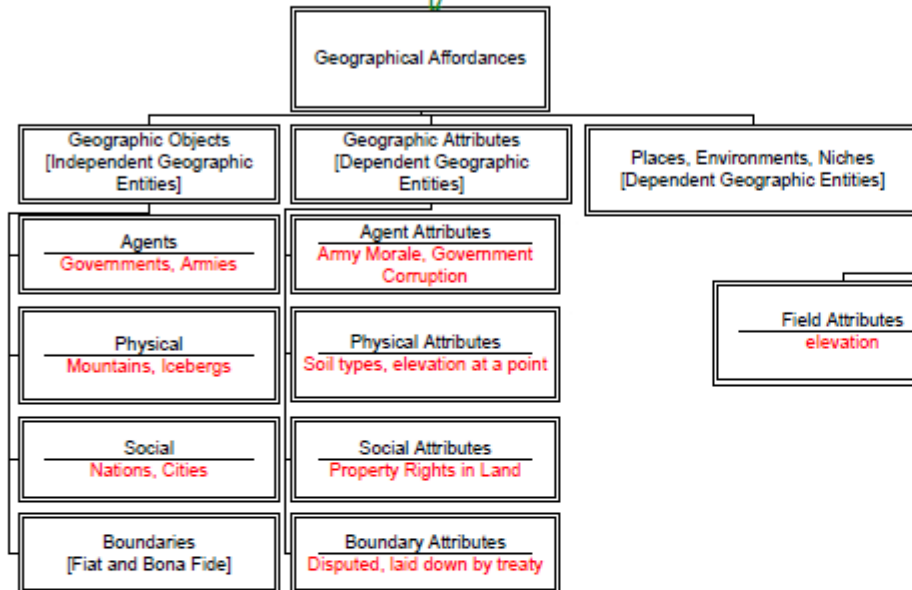 Geographical Affordances
Geographic Objects
[Independent Geographic
Entities]
Geographic Attributes
[Dependent Geographic
Entities]
Places, Environments, Niches
[Dependent Geographic Entities]
Agents
Governments, Armies
Agent Attributes
Army Morale, Government
Corruption
Physical
Mountains, Icebergs
Physical Attributes
Soil types, elevation at a point
Field Attributes
elevation
Social
Nations, Cities
Social Attributes
Property Rights in Land
Boundaries
[Fiat and Bona Fide]
Boundary Attributes
Disputed, laid down by treaty